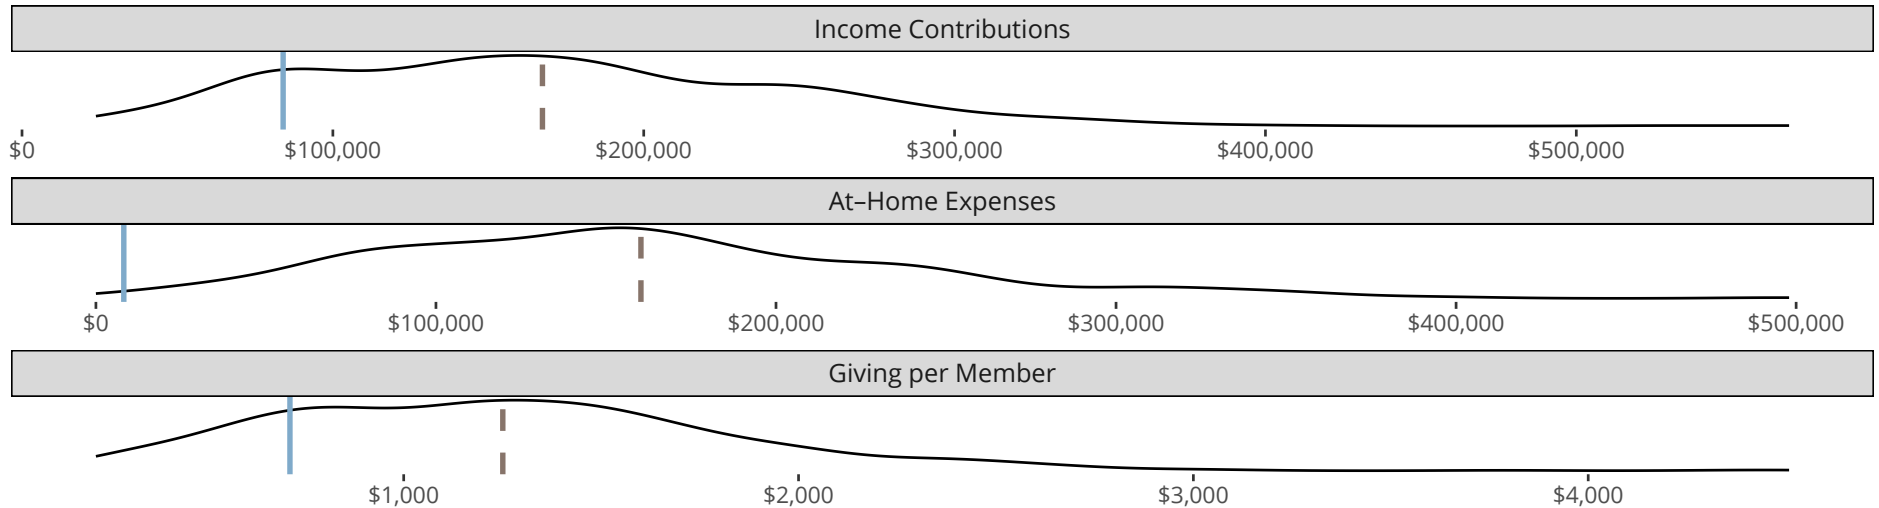 Income Contributions
$0 $100,000 $200,000 $300,000 $400,000 $500,000
At–Home Expenses
$0 $100,000 $200,000 $300,000 $400,000 $500,000
Giving per Member
$1,000 $2,000 $3,000 $4,000